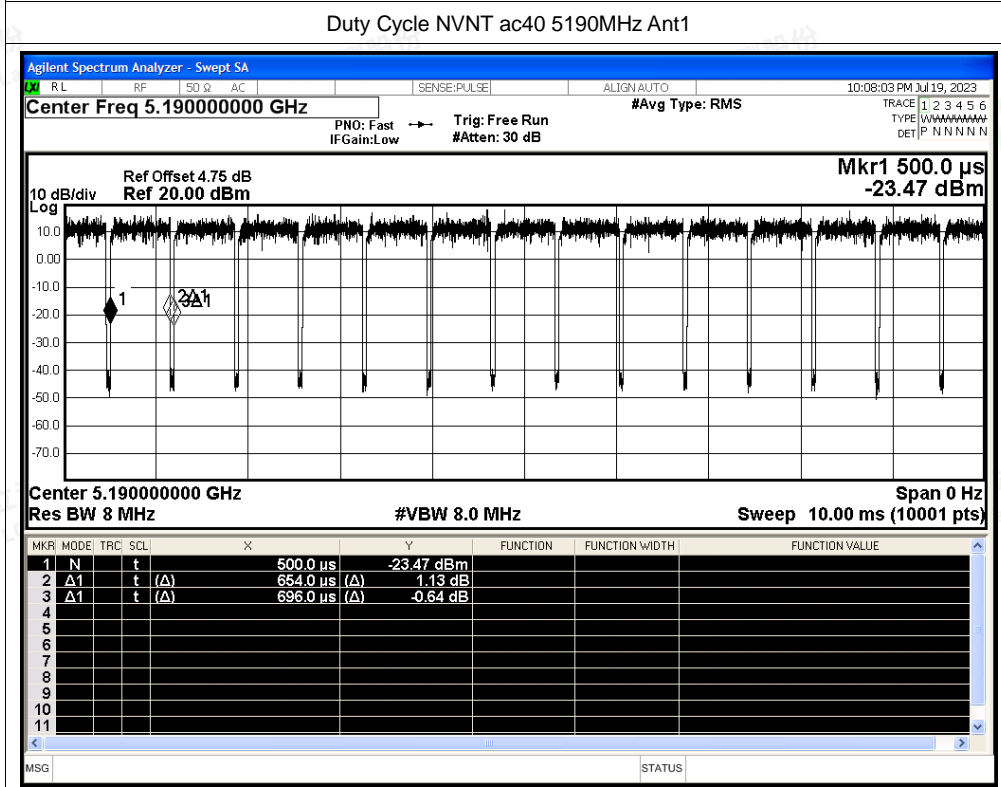 Duty Cycle NVNT ac40 5190MHz Ant1
Agilent Spectrum Analyzer - Swept SA
LXI RL RF 50 Ω AC SENSE:PULSE ALIGN AUTO 10:08:03 PM Jul 19, 2023
Center Freq 5.190000000 GHz #Avg Type: RMS TRACE 1 2 3 4 5 6
PNO: Fast Trig: Free Run TYPE WWWWWW
IFGain:Low #Atten: 30 dB DET P N N N N N
Mkr1 500.0 µs
-23.47 dBm
Ref Offset 4.75 dB
10 dB/div Ref 20.00 dBm
Log
10.0
0.00
-10.0
-20.0
-30.0
-40.0
-50.0
-60.0
-70.0
1
2Δ1
3Δ1
Center 5.190000000 GHz Span 0 Hz
Res BW 8 MHz #VBW 8.0 MHz Sweep 10.00 ms (10001 pts)
MKR MODE TRC SCL X Y FUNCTION FUNCTION WIDTH FUNCTION VALUE
1 N t 500.0 µs -23.47 dBm
2 Δ1 t (Δ) 654.0 µs (Δ) 1.13 dB
3 Δ1 t (Δ) 696.0 µs (Δ) -0.64 dB
4
5
6
7
8
9
10
11
MSG STATUS